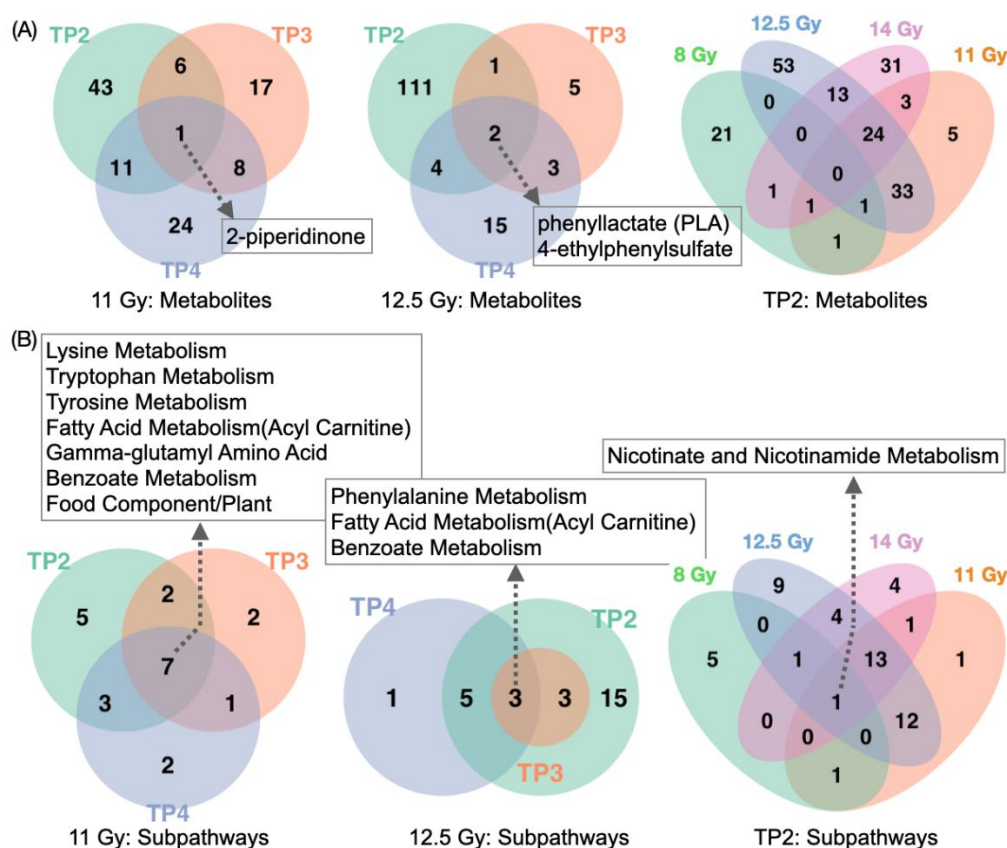 (A)
TP2
TP3
43
6
17
1
11
8
24
2-piperidinone
TP4
11 Gy: Metabolites
TP2
TP3
111
1
5
2
4
3
15
phenyllactate (PLA)
4-ethylphenylsulfate
TP4
12.5 Gy: Metabolites
8 Gy
12.5 Gy
14 Gy
11 Gy
53
31
0
13
3
21
0
24
5
0
1
33
1
1
1
TP2: Metabolites
(B)
Lysine Metabolism
Tryptophan Metabolism
Tyrosine Metabolism
Fatty Acid Metabolism(Acyl Carnitine)
Gamma-glutamyl Amino Acid
Benzoate Metabolism
Food Component/Plant
TP2
TP3
5
2
2
7
3
1
2
TP4
11 Gy: Subpathways
Phenylalanine Metabolism
Fatty Acid Metabolism(Acyl Carnitine)
Benzoate Metabolism
TP4
TP2
1
5
3
3
15
TP3
12.5 Gy: Subpathways
Nicotinate and Nicotinamide Metabolism
8 Gy
12.5 Gy
14 Gy
11 Gy
9
4
0
4
1
5
1
13
1
1
0
12
0
0
1
TP2: Subpathways